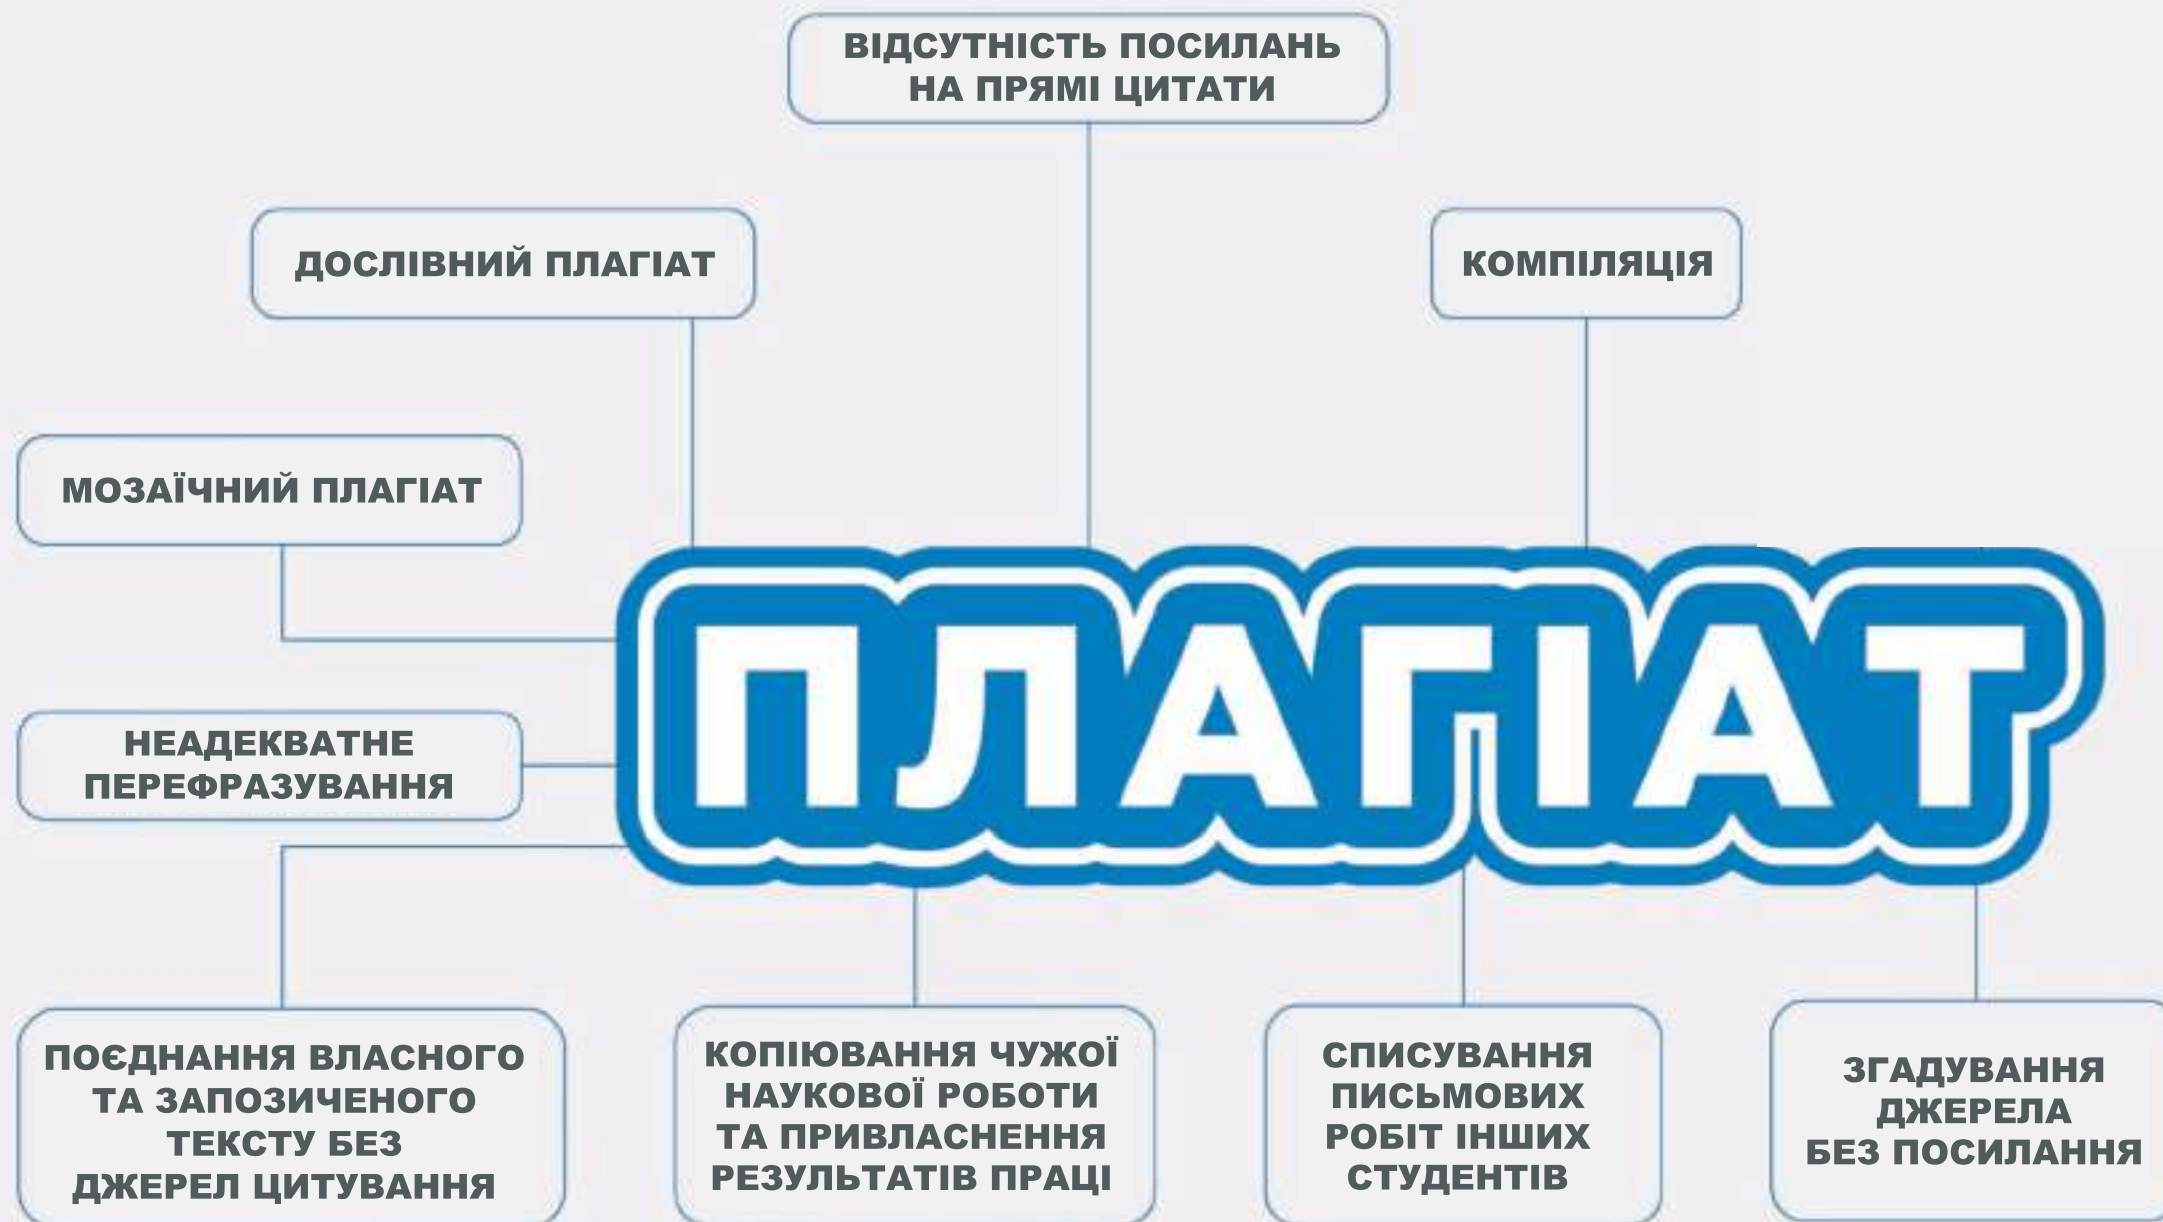 ВІДСУТНІСТЬ ПОСИЛАНЬ
НА ПРЯМІ ЦИТАТИ
ДОСЛІВНИЙ ПЛАГІАТ
КОМПІЛЯЦІЯ
МОЗАЇЧНИЙ ПЛАГІАТ
ПЛАГІАТ
НЕАДЕКВАТНЕ
ПЕРЕФРАЗУВАННЯ
ПОЄДНАННЯ ВЛАСНОГО
ТА ЗАПОЗИЧЕНОГО
ТЕКСТУ БЕЗ
ДЖЕРЕЛ ЦИТУВАННЯ
КОПІЮВАННЯ ЧУЖОЇ
НАУКОВОЇ РОБОТИ
ТА ПРИВЛАСНЕННЯ
РЕЗУЛЬТАТІВ ПРАЦІ
СПИСУВАННЯ
ПИСЬМОВИХ
РОБІТ ІНШИХ
СТУДЕНТІВ
ЗГАДУВАННЯ
ДЖЕРЕЛА
БЕЗ ПОСИЛАННЯ